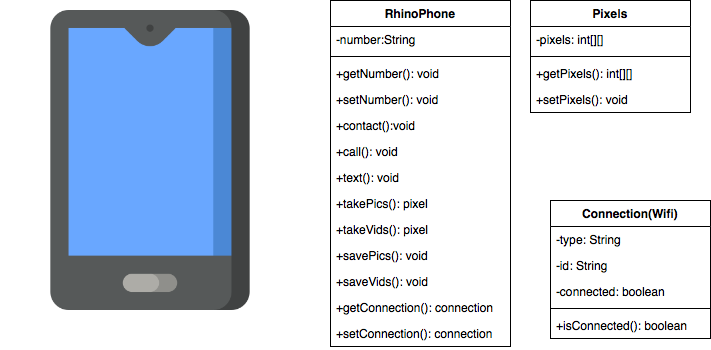 RhinoPhone
-number:String
+getNumber(): void
+setNumber(): void
+contact():void
+call(): void
+text(): void
+takePics(): pixel
+takeVids(): pixel
+savePics(): void
+saveVids(): void
+getConnection(): connection
+setConnection(): connection
Pixels
-pixels: int[][]
+getPixels(): int[][]
+setPixels(): void
Connection(Wifi)
-type: String
-id: String
-connected: boolean
+isConnected(): boolean